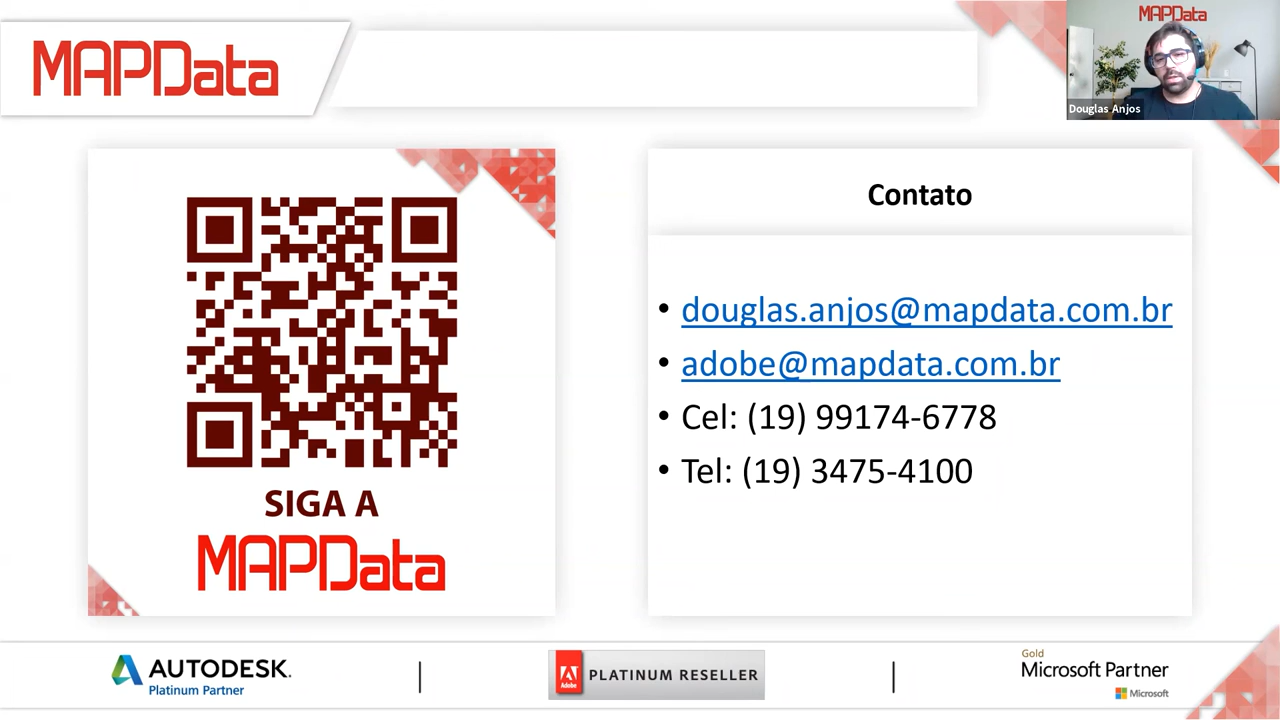 MAPData
MAPData
Douglas Anjos
SIGA A
MAPData
Contato
• douglas.anjos@mapdata.com.br
• adobe@mapdata.com.br
• Cel: (19) 99174-6778
• Tel: (19) 3475-4100
AUTODESK.
Platinum Partner
Adobe
PLATINUM RESELLER
Gold
Microsoft Partner
Microsoft